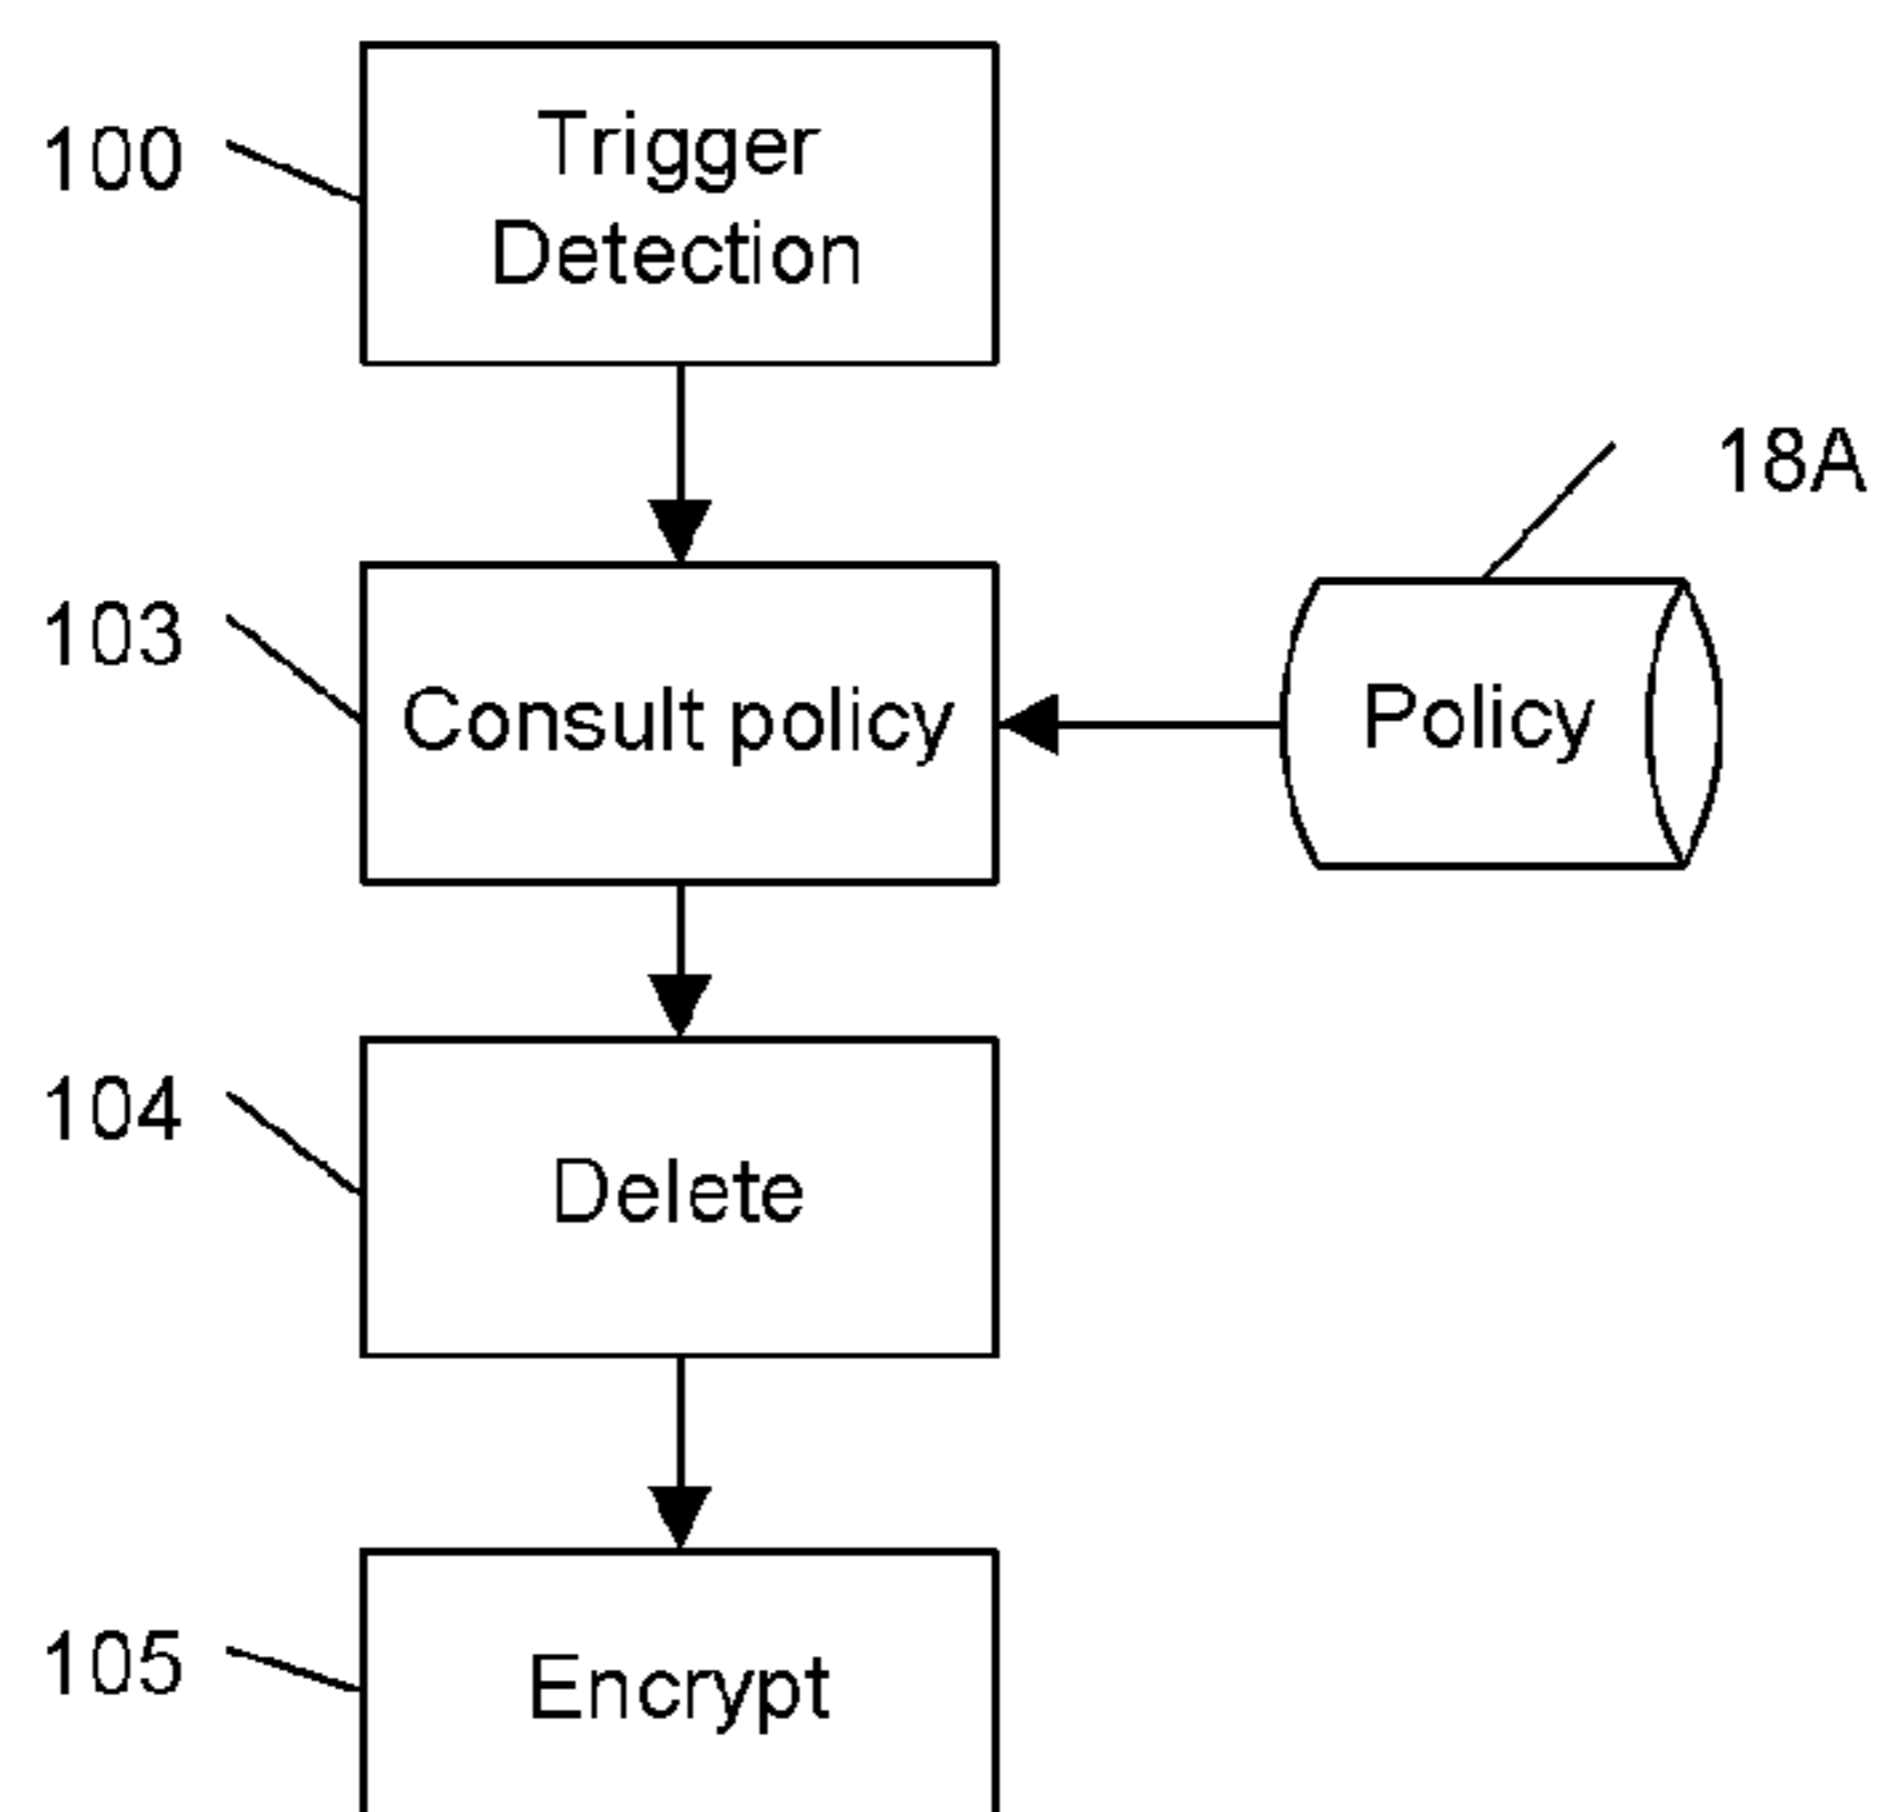 100
Trigger
Detection
18A
103
Consult policy
Policy
104
Delete
105
Encrypt